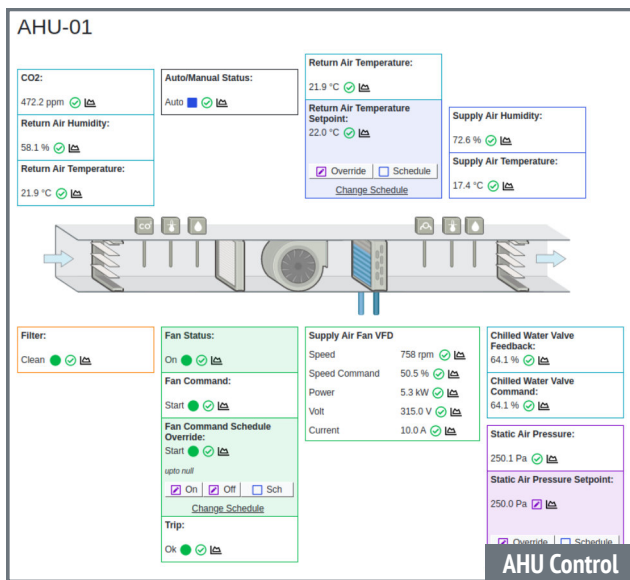 AHU-01
CO2:
472.2 ppm
Return Air Humidity:
58.1 %
Return Air Temperature:
21.9 °C
Auto/Manual Status:
Auto
Return Air Temperature:
21.9 °C
Return Air Temperature
Setpoint:
22.0 °C
Override
Schedule
Change Schedule
Supply Air Humidity:
72.6 %
Supply Air Temperature:
17.4 °C
Filter:
Clean
Fan Status:
On
Fan Command:
Start
Fan Command Schedule
Override:
Start
upto null
On
Off
Sch
Change Schedule
Trip:
Ok
Supply Air Fan VFD
Speed 758 rpm
Speed Command 50.5 %
Power 5.3 kW
Volt 315.0 V
Current 10.0 A
Chilled Water Valve
Feedback:
64.1 %
Chilled Water Valve
Command:
64.1 %
Static Air Pressure:
250.1 Pa
Static Air Pressure Setpoint:
250.0 Pa
Override
Schedule
AHU Control